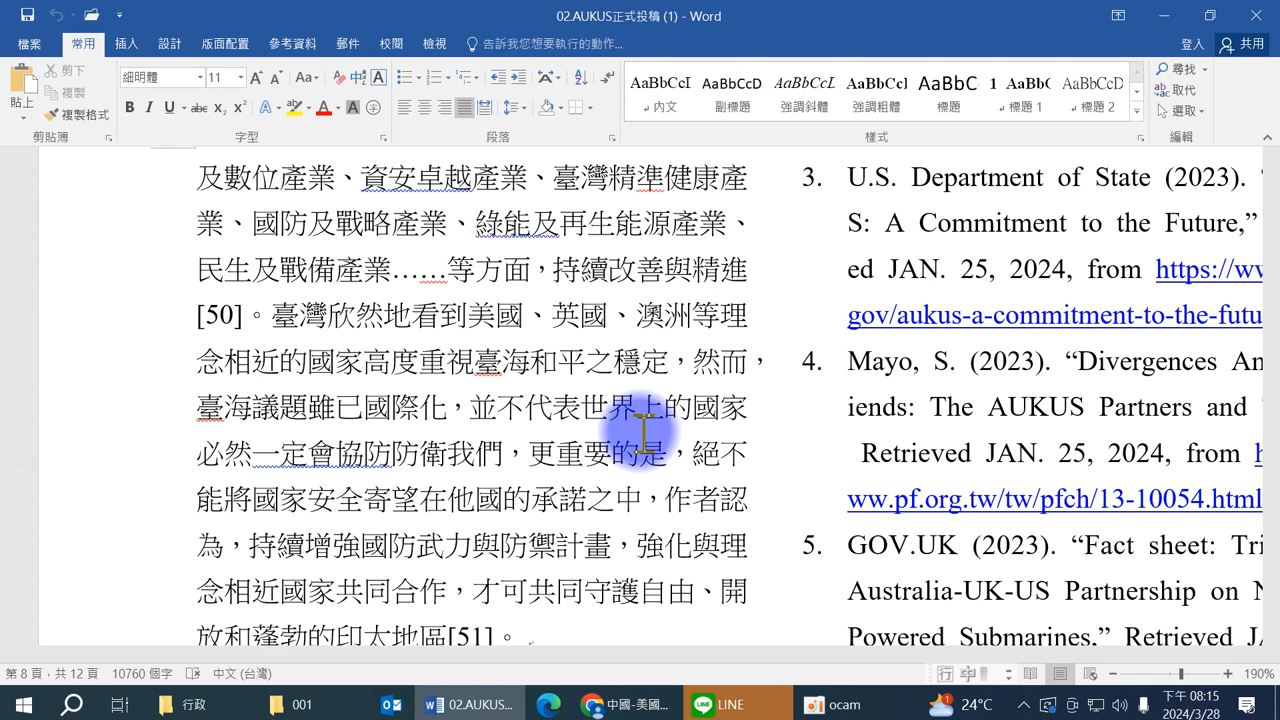 02.AUKUS正式投稿 (1) - Word
檔案 常用 插入 設計 版面配置 參考資料 郵件 校閱 檢視 告訴我您想要執行的動作... 登入 共用
貼上 剪下 複製 複製格式
細明體 11
AaBbCcI AaBbCcD AaBbCcL AaBbCcI AaBbC 1 AaBbC AaBbCcD
內文 副標題 強調斜體 強調粗體 標題 標題 1 標題 2
尋找 取代 選取
剪貼簿 字型 段落 樣式 編輯
及數位產業、資安卓越產業、臺灣精準健康產
業、國防及戰略產業、綠能及再生能源產業、
民生及戰備產業……等方面，持續改善與精進
[50]。臺灣欣然地看到美國、英國、澳洲等理
念相近的國家高度重視臺海和平之穩定，然而，
臺海議題雖已國際化，並不代表世界上的國家
必然一定會協防防衛我們，更重要的是，絕不
能將國家安全寄望在他國的承諾之中，作者認
為，持續增強國防武力與防禦計畫，強化與理
念相近國家共同合作，才可共同守護自由、開
放和蓬勃的印太地區[51]。
3. U.S. Department of State (2023). “
S: A Commitment to the Future,”
ed JAN. 25, 2024, from https://ww
gov/aukus-a-commitment-to-the-futu
4. Mayo, S. (2023). “Divergences An
iends: The AUKUS Partners and
Retrieved JAN. 25, 2024, from h
ww.pf.org.tw/tw/pfch/13-10054.html
5. GOV.UK (2023). “Fact sheet: Tri
Australia-UK-US Partnership on N
Powered Submarines,” Retrieved JA
第 8 頁，共 12 頁 10760 個字 中文 (台灣) 行 中 190%
行政 001 02.AUKUS... 中國-美國... LINE ocam 24°C 下午 08:15
2024/3/28